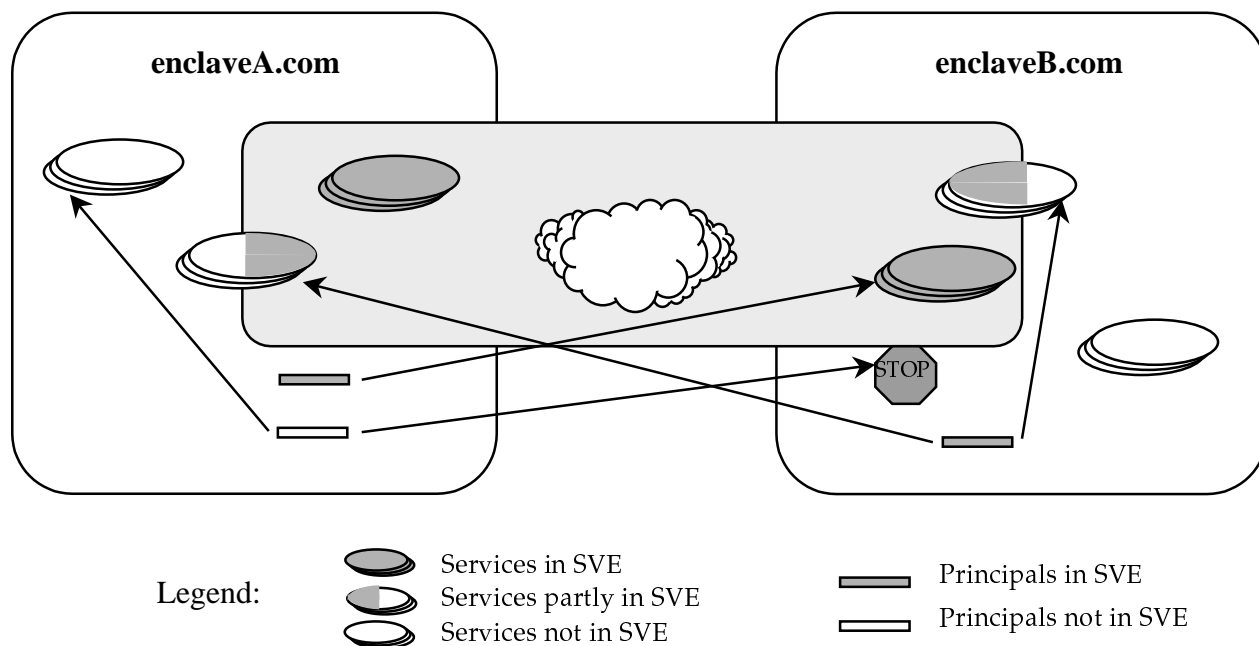 enclaveA.com
enclaveB.com
STOP
Legend:
Services in SVE
Services partly in SVE
Services not in SVE
Principals in SVE
Principals not in SVE